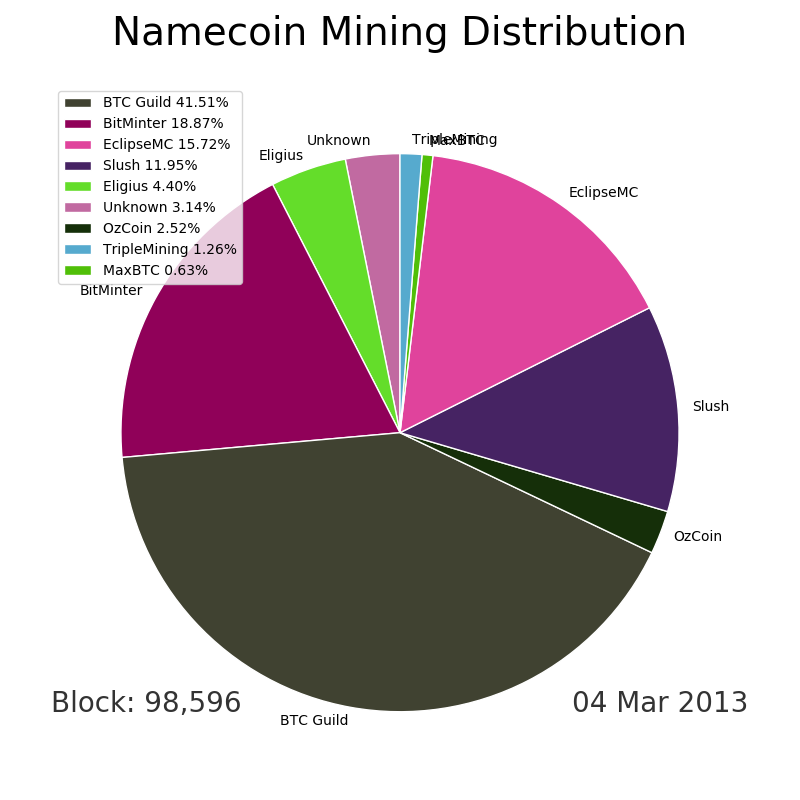 Namecoin Mining Distribution
BTC Guild 41.51%
BitMinter 18.87%
EclipseMC 15.72%
Slush 11.95%
Eligius 4.40%
Unknown 3.14%
OzCoin 2.52%
TripleMining 1.26%
MaxBTC 0.63%
TripleMining
MaxBTC
Unknown
Eligius
EclipseMC
BitMinter
Slush
OzCoin
BTC Guild
Block: 98,596
04 Mar 2013